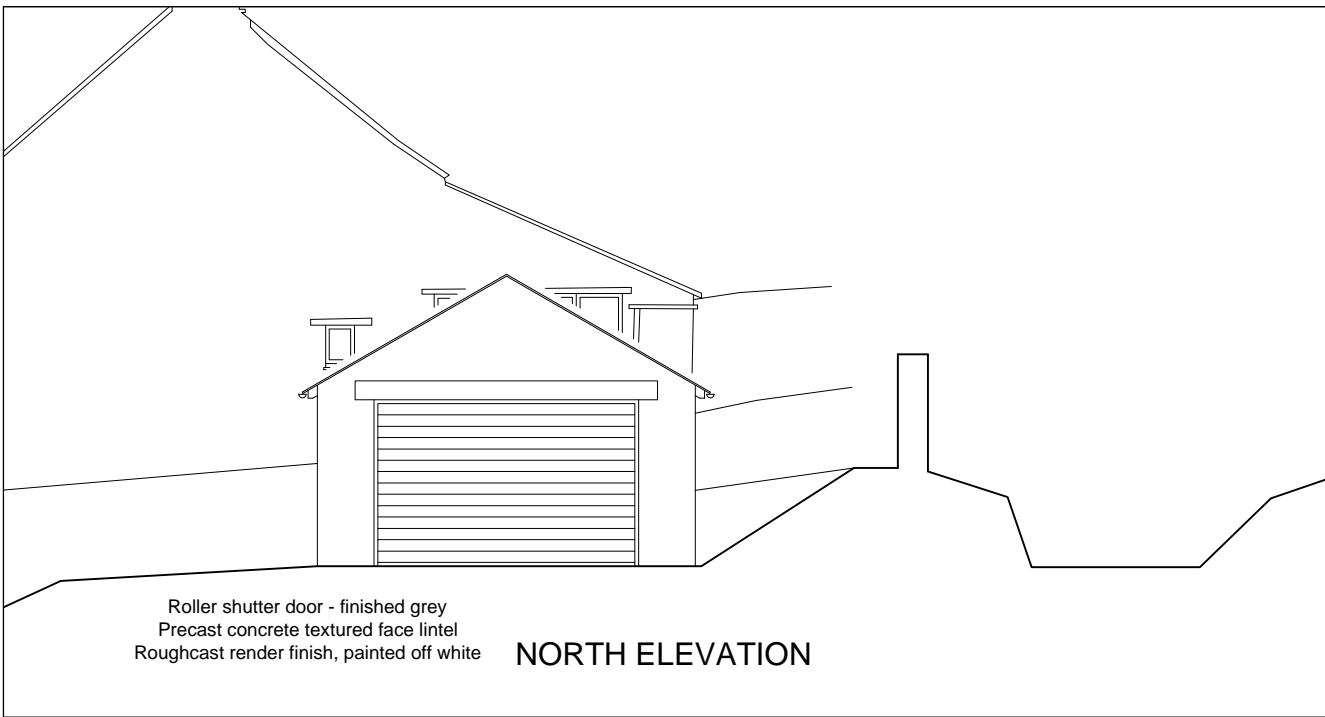 Roller shutter door - finished grey
Precast concrete textured face lintel
Roughcast render finish, painted off white
NORTH ELEVATION